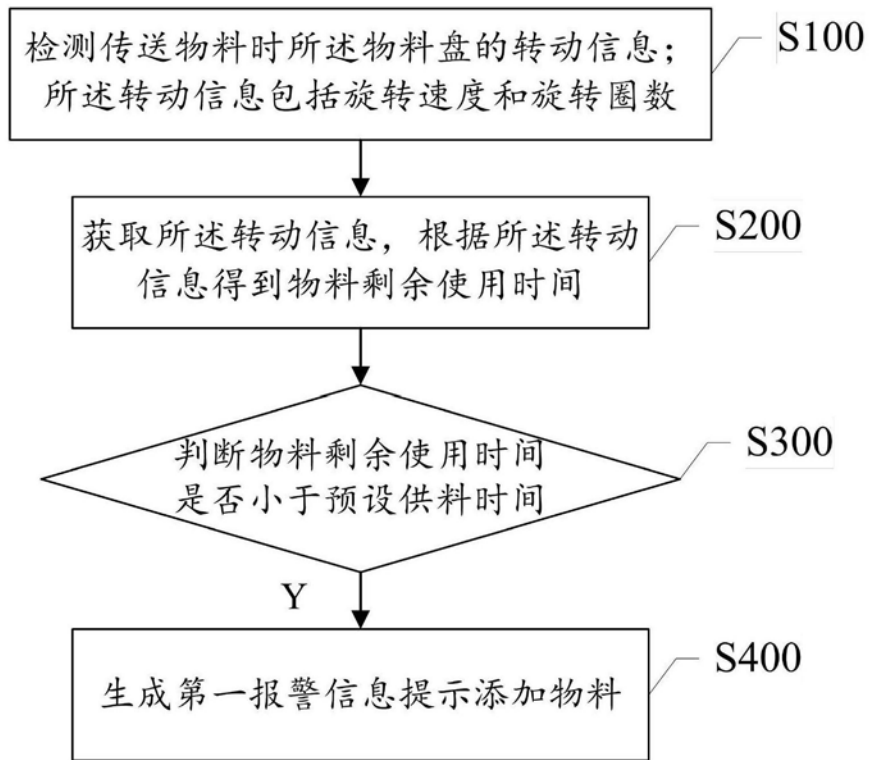 检测传送物料时所述物料盘的转动信息；
所述转动信息包括旋转速度和旋转圈数
S100
获取所述转动信息，根据所述转动
信息得到物料剩余使用时间
S200
判断物料剩余使用时间
是否小于预设供料时间
S300
Y
生成第一报警信息提示添加物料
S400